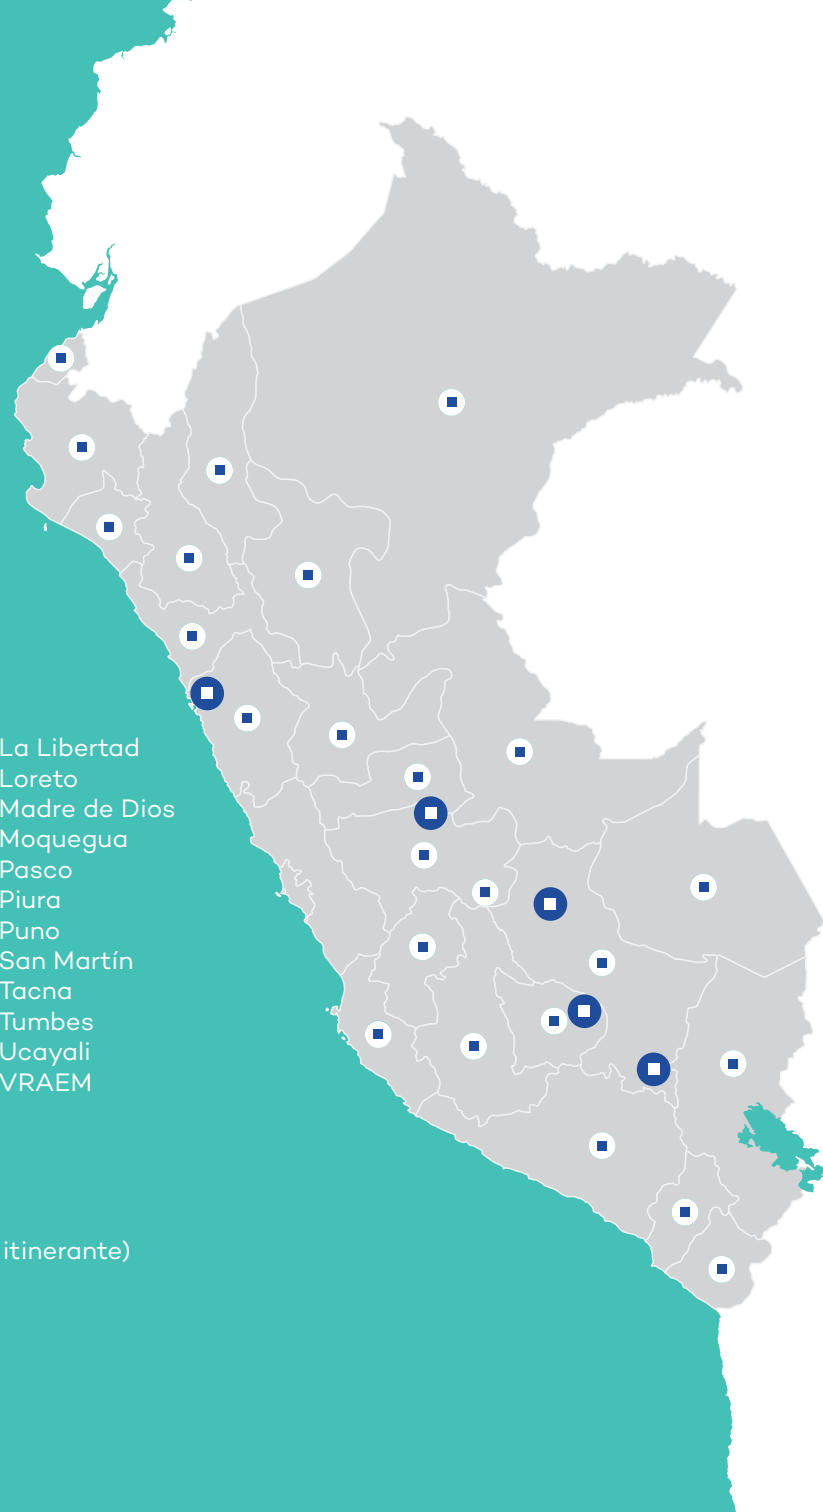 La Libertad
Loreto
Madre de Dios
Moquegua
Pasco
Piura
Puno
San Martín
Tacna
Tumbes
Ucayali
VRAEM
itinerante)